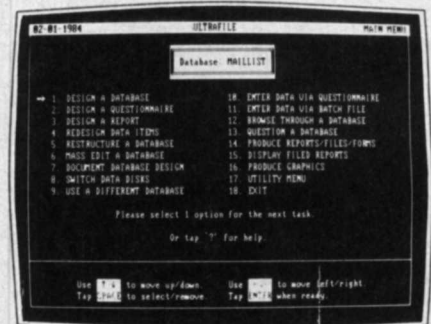 02-01-1984 ULTRAFILE MAIN MENU
Database: MAILLIST
→ 1. DESIGN A DATABASE
2. DESIGN A QUESTIONNAIRE
3. DESIGN A REPORT
4. REDESIGN DATA ITEMS
5. RESTRUCTURE A DATABASE
6. MASS EDIT A DATABASE
7. DOCUMENT DATABASE DESIGN
8. SWITCH DATA DISKS
9. USE A DIFFERENT DATABASE
10. ENTER DATA VIA QUESTIONNAIRE
11. ENTER DATA VIA BATCH FILE
12. BROWSE THROUGH A DATABASE
13. QUESTION A DATABASE
14. PRODUCE REPORTS/FILES/FORMS
15. DISPLAY FILED REPORTS
16. PRODUCE GRAPHICS
17. UTILITY MENU
18. EXIT
Please select 1 option for the next task.
Or tap '?' for help.
Use ↑ ↓ to move up/down.
Tap SPACE to select/remove.
Use to move left/right.
Tap ENTER when ready.